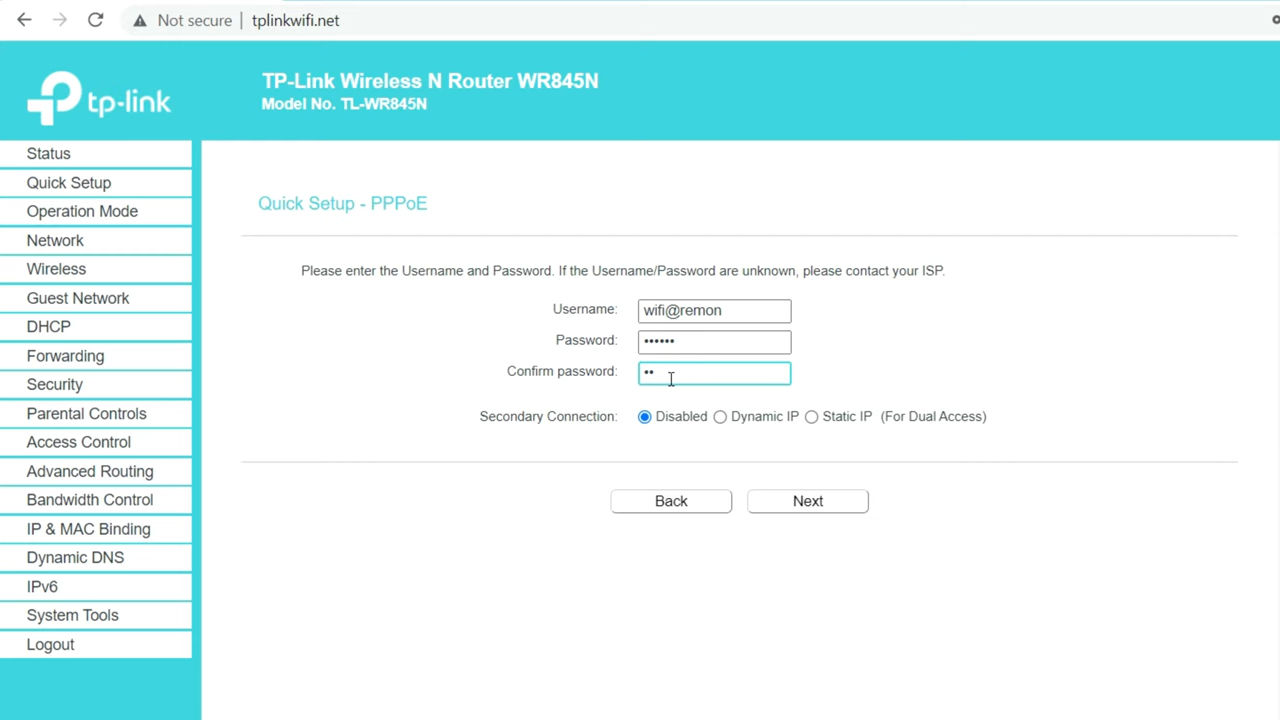 Not secure | tplinkwifi.net
tp-link
TP-Link Wireless N Router WR845N
Model No. TL-WR845N
Status
Quick Setup
Operation Mode
Network
Wireless
Guest Network
DHCP
Forwarding
Security
Parental Controls
Access Control
Advanced Routing
Bandwidth Control
IP & MAC Binding
Dynamic DNS
IPv6
System Tools
Logout
Quick Setup - PPPoE
Please enter the Username and Password. If the Username/Password are unknown, please contact your ISP.
Username: wifi@remon
Password: ••••••
Confirm password: ••
Secondary Connection: Disabled Dynamic IP Static IP (For Dual Access)
Back Next